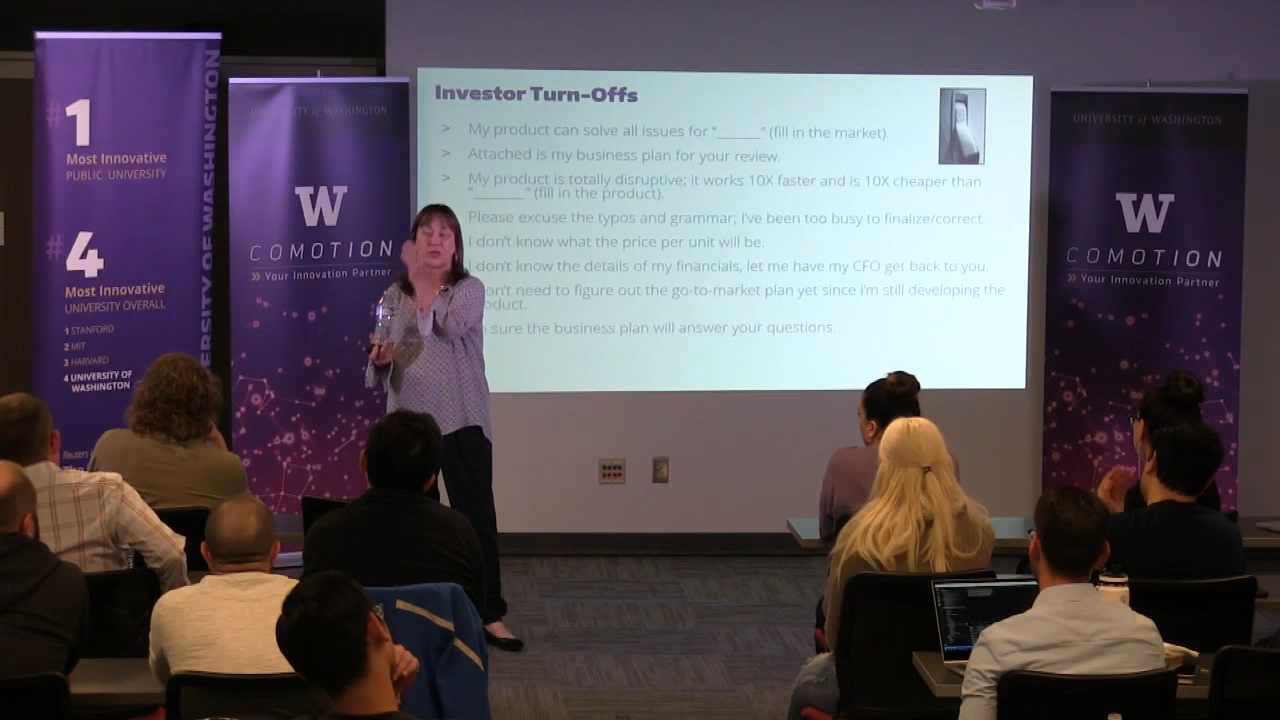 #1
Most Innovative
PUBLIC UNIVERSITY
#4
Most Innovative
UNIVERSITY OVERALL
1 STANFORD
2 MIT
3 HARVARD
4 UNIVERSITY OF
WASHINGTON
Reuters
UNIVERSITY OF WASHINGTON
UNIVERSITY of WASHINGTON
W
COMOTION
» Your Innovation Partner
Investor Turn-Offs
> My product can solve all issues for “______“ (fill in the market).
> Attached is my business plan for your review.
> My product is totally disruptive; it works 10X faster and is 10X cheaper than
“_______” (fill in the product).
Please excuse the typos and grammar; I’ve been too busy to finalize/correct.
I don’t know what the price per unit will be.
I don’t know the details of my financials, let me have my CFO get back to you.
need to figure out the go-to-market plan yet since I’m still developing the
sure the business plan will answer your questions.
UNIVERSITY of WASHINGTON
W
COMOTION
» Your Innovation Partner